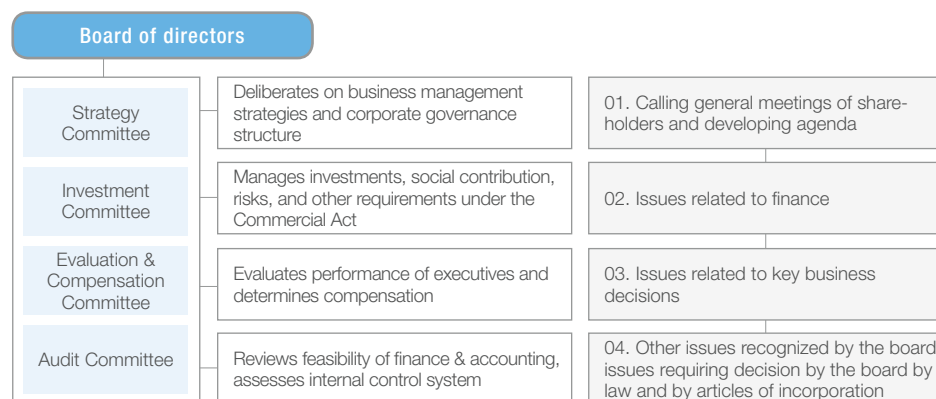 Board of directors
Strategy
Committee
Deliberates on business management
strategies and corporate governance
structure
01. Calling general meetings of share-
holders and developing agenda
Investment
Committee
Manages investments, social contribution,
risks, and other requirements under the
Commercial Act
02. Issues related to finance
Evaluation &
Compensation
Committee
Evaluates performance of executives and
determines compensation
03. Issues related to key business
decisions
Audit Committee
Reviews feasibility of finance & accounting,
assesses internal control system
04. Other issues recognized by the board
issues requiring decision by the board by
law and by articles of incorporation